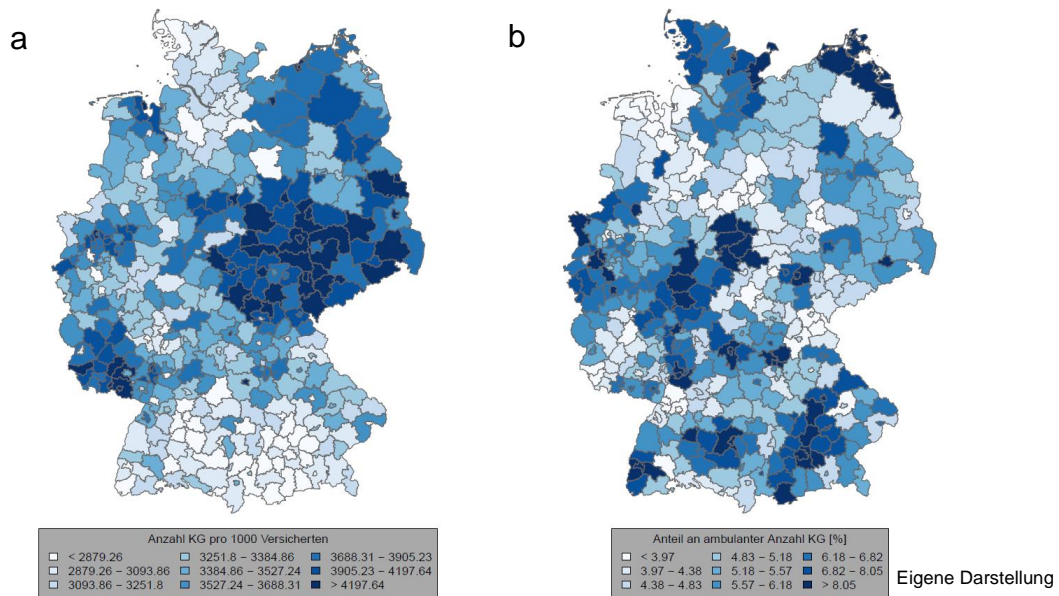 a
b
Anzahl KG pro 1000 Versicherten
< 2879.26
2879.26 – 3093.86
3093.86 – 3251.8
3251.8 – 3384.86
3384.86 – 3527.24
3527.24 – 3688.31
3688.31 – 3905.23
3905.23 – 4197.64
> 4197.64
Anteil an ambulanter Anzahl KG [%]
< 3.97
3.97 – 4.38
4.38 – 4.83
4.83 – 5.18
5.18 – 5.57
5.57 – 6.18
6.18 – 6.82
6.82 – 8.05
> 8.05
Eigene Darstellung